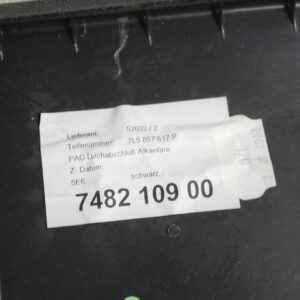 Lieferant: 52602 / 2
Teilenummer: 7L5 867 617 P
PAG Dachabschluß Alkantara
Z- Datum:
5E6. schwarz
7482 109 00